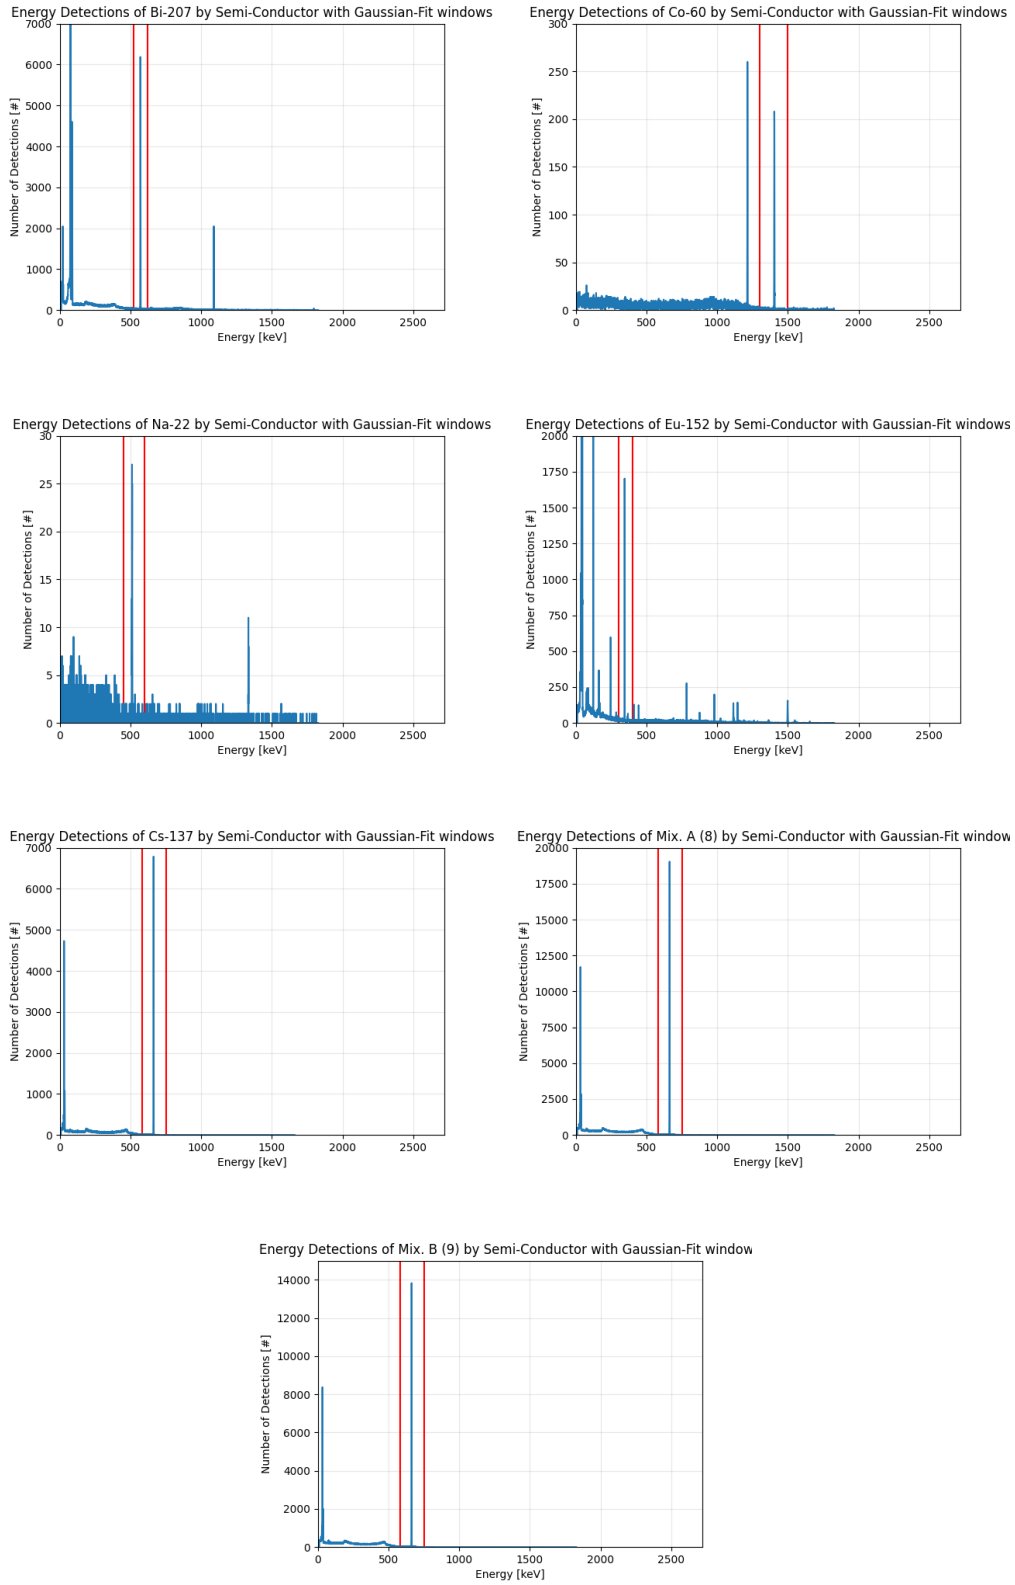 Energy Detections of Bi-207 by Semi-Conductor with Gaussian-Fit windows
7000
6000
5000
4000
3000
2000
1000
0
Number of Detections [#]
0 500 1000 1500 2000 2500
Energy [keV]
Energy Detections of Co-60 by Semi-Conductor with Gaussian-Fit windows
300
250
200
150
100
50
0
Number of Detections [#]
0 500 1000 1500 2000 2500
Energy [keV]
Energy Detections of Na-22 by Semi-Conductor with Gaussian-Fit windows
30
25
20
15
10
5
0
Number of Detections [#]
0 500 1000 1500 2000 2500
Energy [keV]
Energy Detections of Eu-152 by Semi-Conductor with Gaussian-Fit windows
2000
1750
1500
1250
1000
750
500
250
0
Number of Detections [#]
0 500 1000 1500 2000 2500
Energy [keV]
Energy Detections of Cs-137 by Semi-Conductor with Gaussian-Fit windows
7000
6000
5000
4000
3000
2000
1000
0
Number of Detections [#]
0 500 1000 1500 2000 2500
Energy [keV]
Energy Detections of Mix. A (8) by Semi-Conductor with Gaussian-Fit window
20000
17500
15000
12500
10000
7500
5000
2500
0
Number of Detections [#]
0 500 1000 1500 2000 2500
Energy [keV]
Energy Detections of Mix. B (9) by Semi-Conductor with Gaussian-Fit window
14000
12000
10000
8000
6000
4000
2000
0
Number of Detections [#]
0 500 1000 1500 2000 2500
Energy [keV]